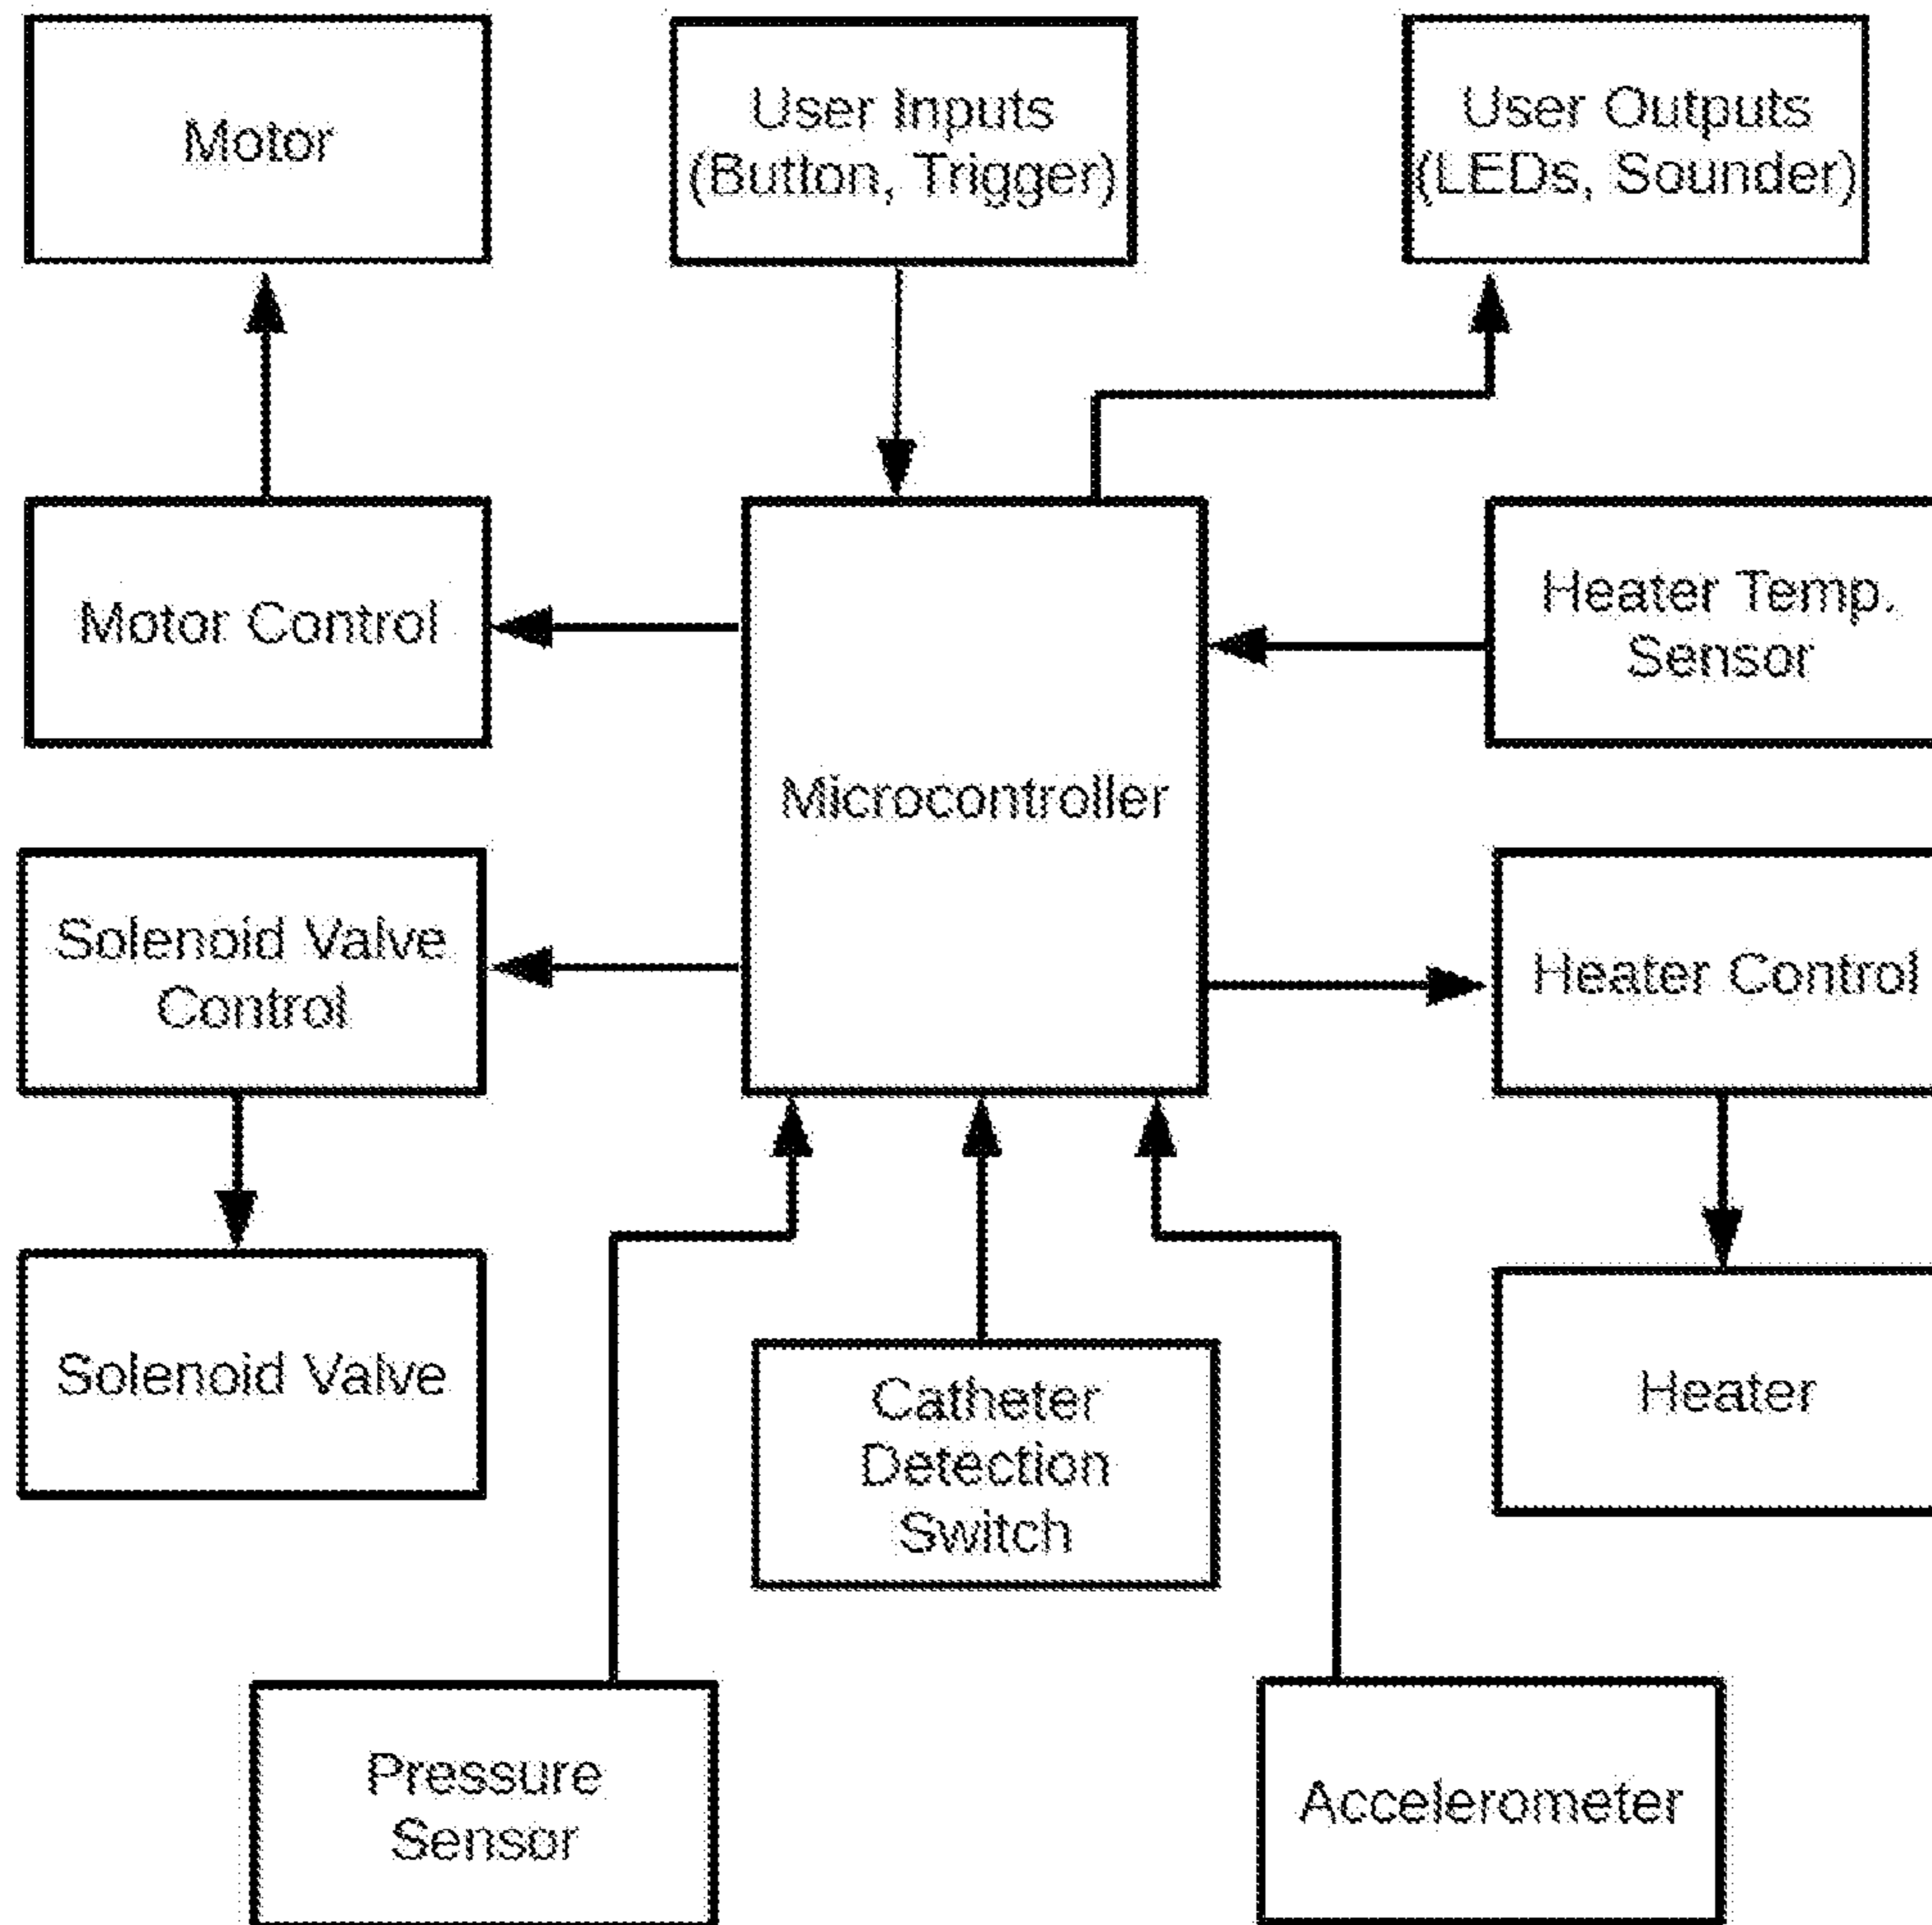 Motor
User Inputs
(Button, Trigger)
User Outputs
(LEDs, Sounder)
Motor Control
Microcontroller
Heater Temp.
Sensor
Solenoid Valve
Control
Heater Control
Solenoid Valve
Catheter
Detection
Switch
Heater
Pressure
Sensor
Accelerometer